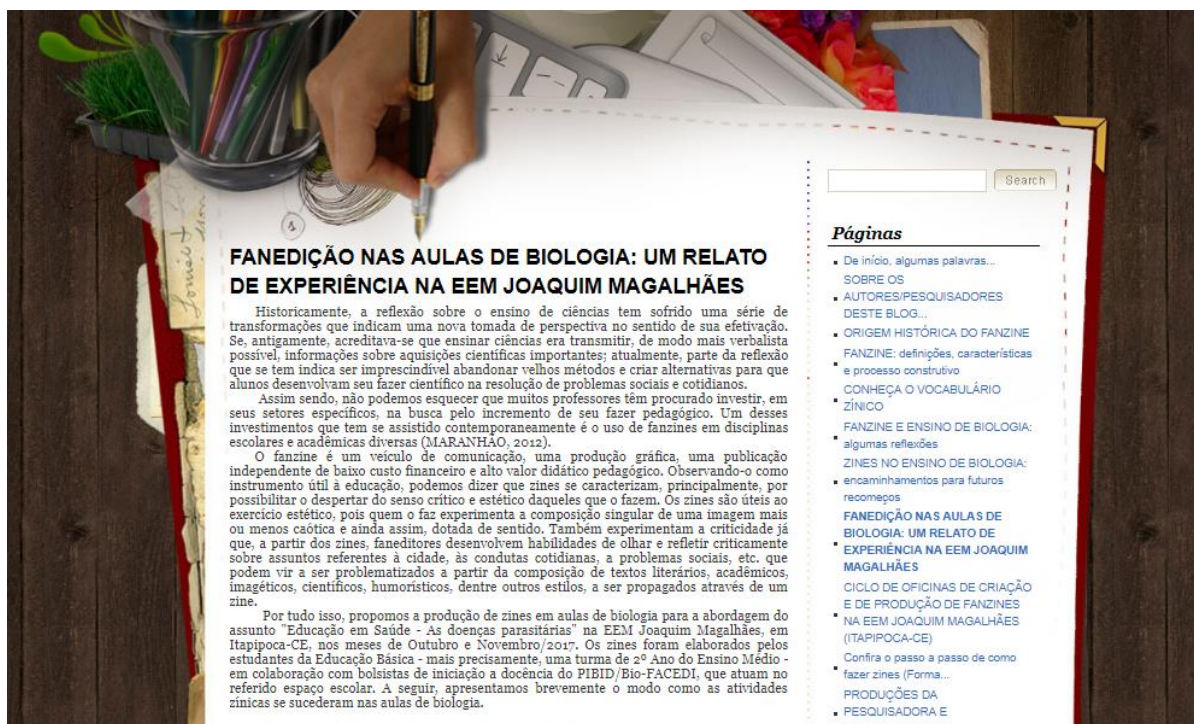 FANEDIÇÃO NAS AULAS DE BIOLOGIA: UM RELATO
DE EXPERIÊNCIA NA EEM JOAQUIM MAGALHÃES
Historicamente, a reflexão sobre o ensino de ciências tem sofrido uma série de
transformações que indicam uma nova tomada de perspectiva no sentido de sua efetivação.
Se, antigamente, acreditava-se que ensinar ciências era transmitir, de modo mais verbalista
possível, informações sobre aquisições científicas importantes; atualmente, parte da reflexão
que se tem indica ser imprescindível abandonar velhos métodos e criar alternativas para que
alunos desenvolvam seu fazer científico na resolução de problemas sociais e cotidianos.
Assim sendo, não podemos esquecer que muitos professores têm procurado investir, em
seus setores específicos, na busca pelo incremento de seu fazer pedagógico. Um desses
investimentos que tem se assistido contemporaneamente é o uso de fanzines em disciplinas
escolares e acadêmicas diversas (MARANHÃO, 2012).
O fanzine é um veículo de comunicação, uma produção gráfica, uma publicação
independente de baixo custo financeiro e alto valor didático pedagógico. Observando-o como
instrumento útil à educação, podemos dizer que zines se caracterizam, principalmente, por
possibilitar o despertar do senso crítico e estético daqueles que o fazem. Os zines são úteis ao
exercício estético, pois quem o faz experimenta a composição singular de uma imagem mais
ou menos caótica e ainda assim, dotada de sentido. Também experimentam a criticidade já
que, a partir dos zines, faneditores desenvolvem habilidades de olhar e refletir criticamente
sobre assuntos referentes à cidade, às condutas cotidianas, a problemas sociais, etc. que
podem vir a ser problematizados a partir da composição de textos literários, acadêmicos,
imagéticos, científicos, humorísticos, dentre outros estilos, a ser propagados através de um
zine.
Por tudo isso, propomos a produção de zines em aulas de biologia para a abordagem do
assunto "Educação em Saúde - As doenças parasitárias" na EEM Joaquim Magalhães, em
Itapipoca-CE, nos meses de Outubro e Novembro/2017. Os zines foram elaborados pelos
estudantes da Educação Básica - mais precisamente, uma turma de 2º Ano do Ensino Médio -
em colaboração com bolsistas de iniciação a docência do PIBID/Bio-FACEDI, que atuam no
referido espaço escolar. A seguir, apresentamos brevemente o modo como as atividades
zínicas se sucederam nas aulas de biologia.
Search
Páginas
De início, algumas palavras...
SOBRE OS
AUTORES/PESQUISADORES
DESTE BLOG...
ORIGEM HISTÓRICA DO FANZINE
FANZINE: definições, características
e processo construtivo
CONHEÇA O VOCABULÁRIO
ZÍNICO
FANZINE E ENSINO DE BIOLOGIA:
algumas reflexões
ZINES NO ENSINO DE BIOLOGIA:
encaminhamentos para futuros
recomeços
FANEDIÇÃO NAS AULAS DE
BIOLOGIA: UM RELATO DE
EXPERIÊNCIA NA EEM JOAQUIM
MAGALHÃES
CICLO DE OFICINAS DE CRIAÇÃO
E DE PRODUÇÃO DE FANZINES
NA EEM JOAQUIM MAGALHÃES
(ITAPIPOCA-CE)
Confira o passo a passo de como
fazer zines (Forma...
PRODUÇÕES DA
PESQUISADORA E